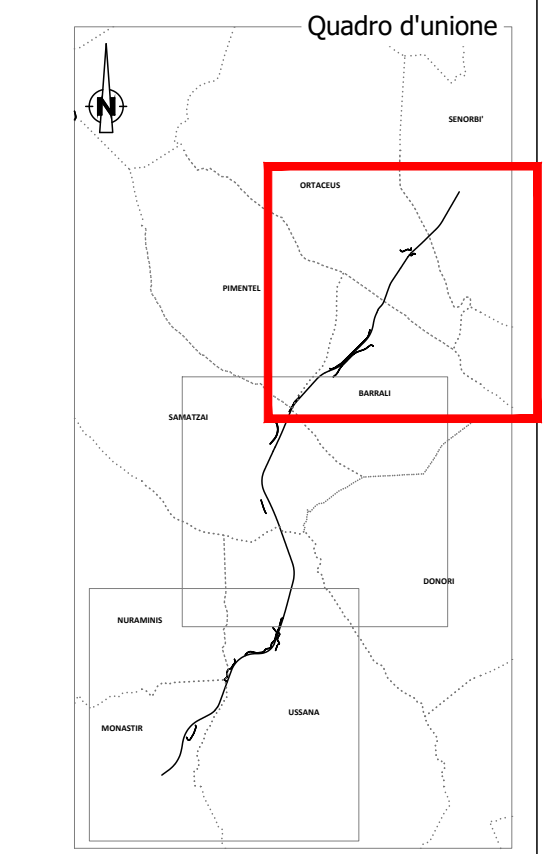 Quadro d'unione
N
SENORBI'
ORTACEUS
PIMENTEL
BARRALI
SAMATZAI
DONORI
NURAMINIS
USSANA
MONASTIR